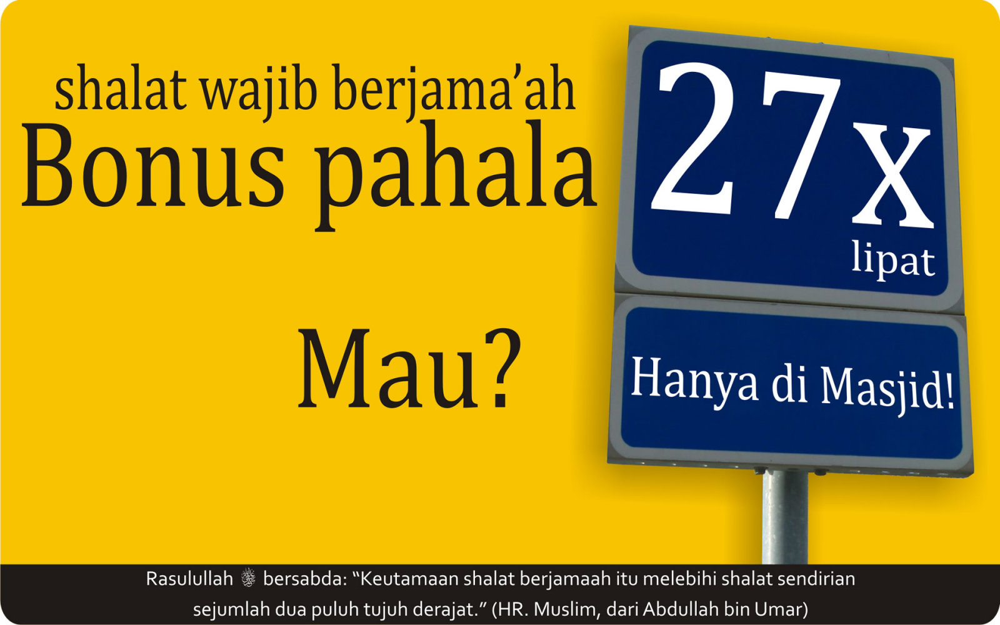 shalat wajib berjama’ah
Bonus pahala
Mau?
27x
lipat
Hanya di Masjid!
Rasulullah ﷺ bersabda: “Keutamaan shalat berjamaah itu melebihi shalat sendirian
sejumlah dua puluh tujuh derajat.” (HR. Muslim, dari Abdullah bin Umar)